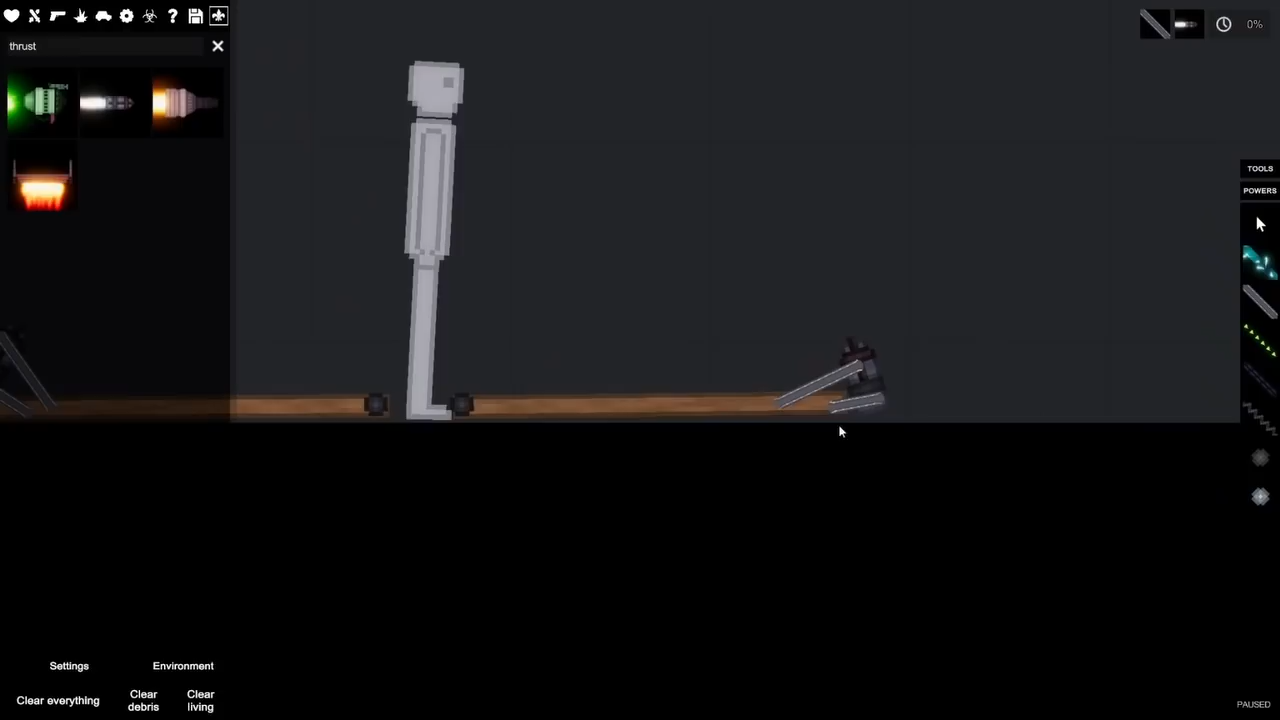 thrust
0%
TOOLS
POWERS
Settings
Environment
Clear everything
Clear
debris
Clear
living
PAUSED